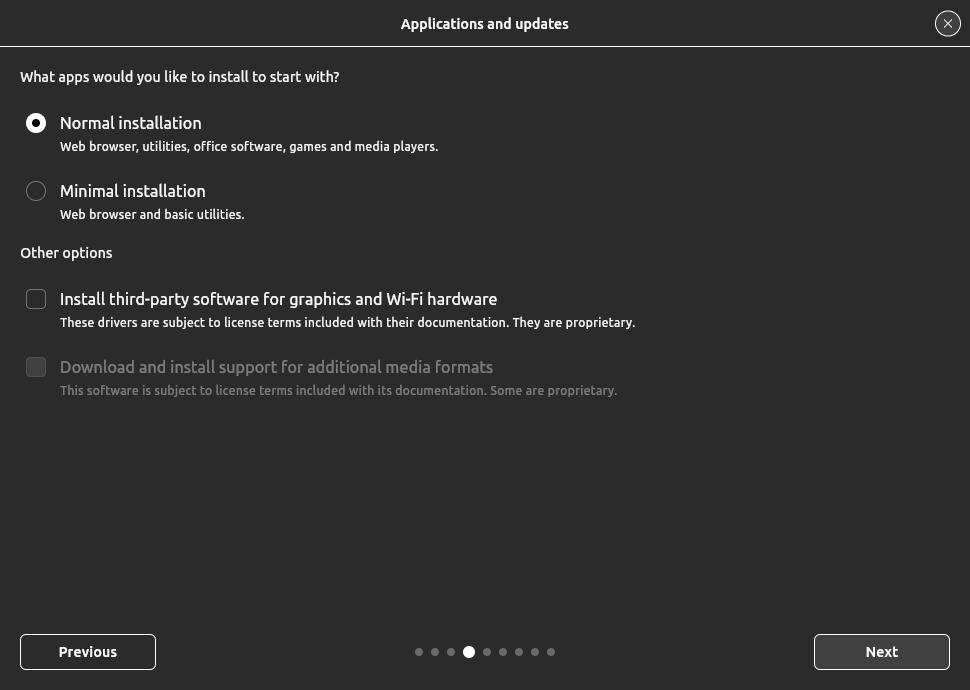 Applications and updates
What apps would you like to install to start with?
Normal installation
Web browser, utilities, office software, games and media players.
Minimal installation
Web browser and basic utilities.
Other options
Install third-party software for graphics and Wi-Fi hardware
These drivers are subject to license terms included with their documentation. They are proprietary.
Download and install support for additional media formats
This software is subject to license terms included with its documentation. Some are proprietary.
Previous
Next